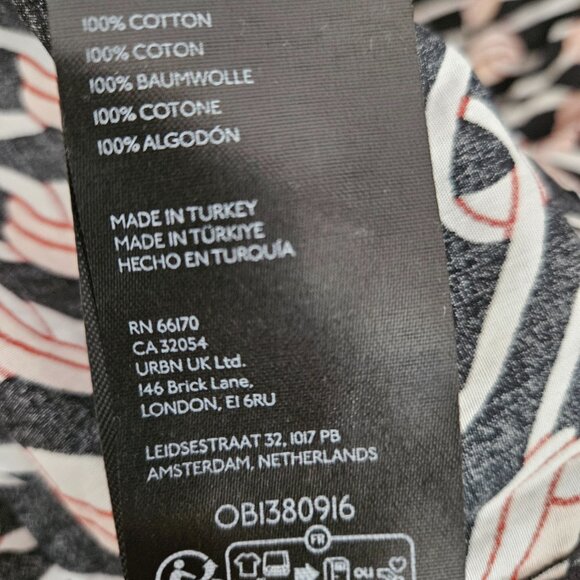 100% COTTON
100% COTON
100% BAUMWOLLE
100% COTONE
100% ALGODÓN
MADE IN TURKEY
MADE IN TÜRKIYE
HECHO EN TURQUÍA
RN 66170
CA 32054
URBN UK Ltd.
146 Brick Lane,
LONDON, E1 6RU
LEIDSESTRAAT 32, 1017 PB
AMSTERDAM, NETHERLANDS
OB1380916
FR
ou